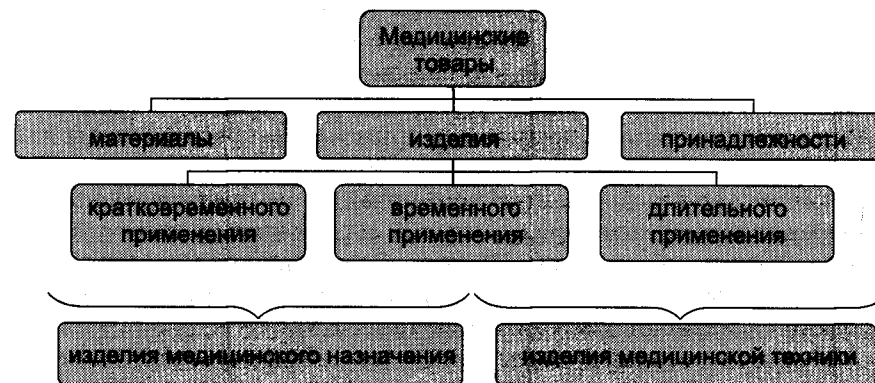 Медицинские
товары
материалы
изделия
принадлежности
кратковременного
применения
временного
применения
длительного
применения
изделия медицинского назначения
изделия медицинской техники